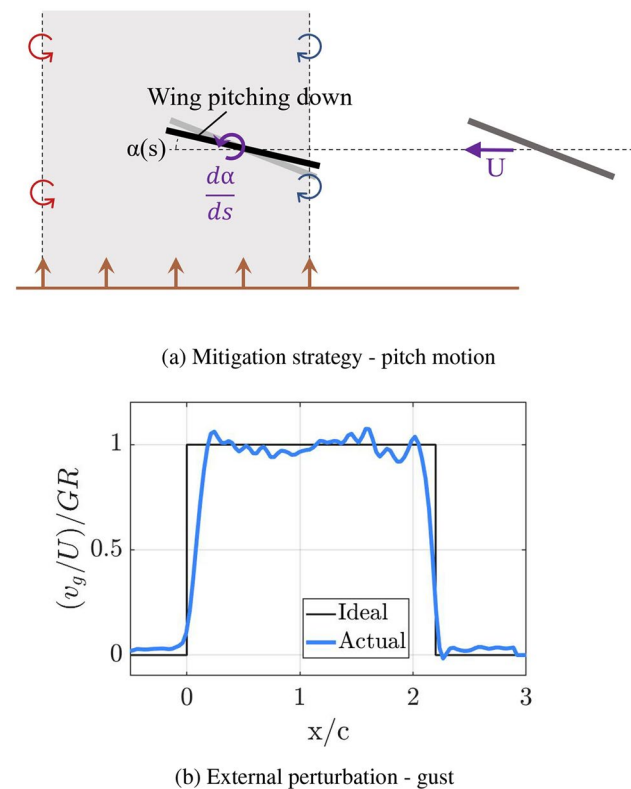 Wing pitching down
α(s)
dα
ds
U
(a) Mitigation strategy - pitch motion
1
0.5
0
(v_g/U)/GR
Ideal
Actual
0 1 2 3
x/c
(b) External perturbation - gust